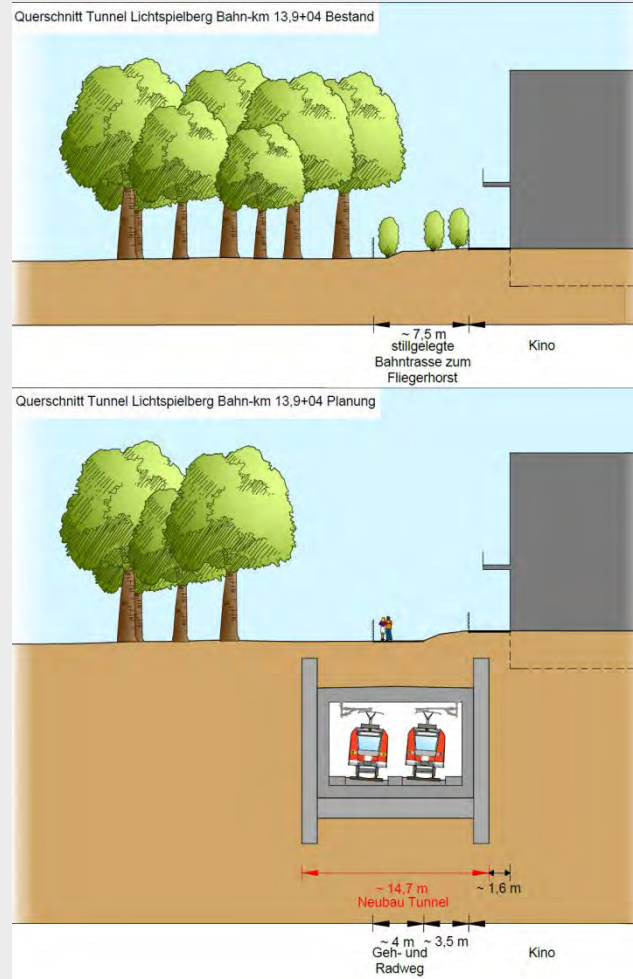 Querschnitt Tunnel Lichtspielberg Bahn-km 13,9+04 Bestand
~ 7,5 m
stillgelegte
Bahntrasse zum
Fliegerhorst
Kino
Querschnitt Tunnel Lichtspielberg Bahn-km 13,9+04 Planung
~ 14,7 m
Neubau Tunnel
~ 1,6 m
~ 4 m
Geh- und
Radweg
~ 3,5 m
Kino